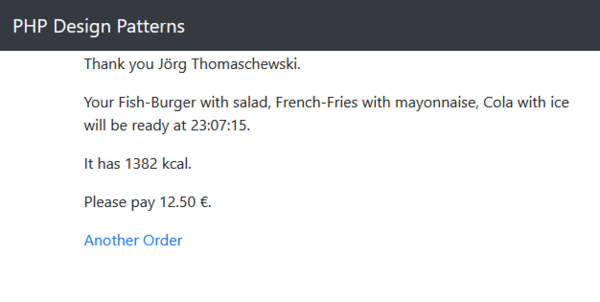 PHP Design Patterns
Thank you Jörg Thomaschewski.
Your Fish-Burger with salad, French-Fries with mayonnaise, Cola with ice
will be ready at 23:07:15.
It has 1382 kcal.
Please pay 12.50 €.
Another Order